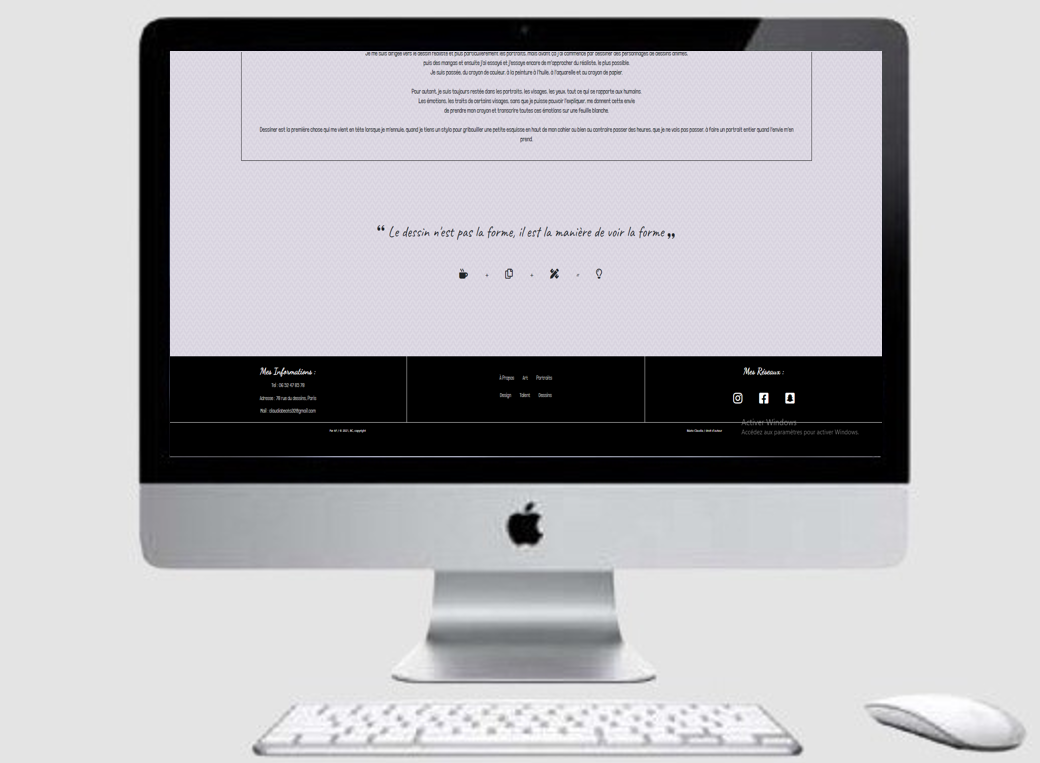 Je me suis dirigée vers le dessin réaliste et plus particulièrement les portraits, mais avant ça j'ai commencé par dessiner des personnages de dessins animés,
puis des mangas et ensuite j'ai essayé et j'essaye encore de m'approcher du réaliste, le plus possible.
Je suis passée, du crayon de couleur, à la peinture à l'huile, à l'aquarelle et au crayon de papier.
Pour autant, je suis toujours restée dans les portraits, les visages, les yeux, tout ce qui se rapporte aux humains.
Les émotions, les traits de certains visages, sans que je puisse pouvoir l'expliquer, me donnent cette envie
de prendre mon crayon et transcrire toutes ces émotions sur une feuille blanche.
Dessiner est la première chose qui me vient en tête lorsque je m'ennuie, quand je tiens un stylo pour gribouiller une petite esquisse en haut de mon cahier ou bien au contraire passer des heures, que je ne vois pas passer, à faire un portrait entier quand l'envie m'en
prend.
“ Le dessin n'est pas la forme, il est la manière de voir la forme „
+ + =
Mes Informations :
Tel : 06 52 47 85 79
Adresse : 78 rue du dessins, Paris
Mail :
À Propos Art Portraits
Design Talent Dessins
Mes Réseaux :
Activer Windows
Accédez aux paramètres pour activer Windows.